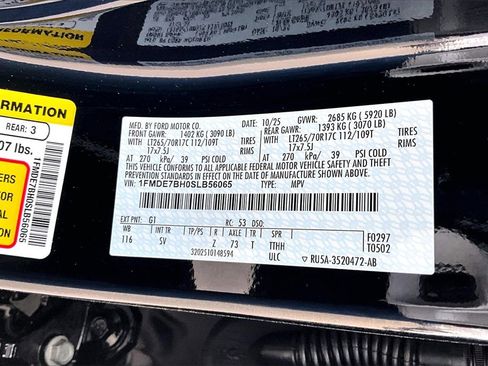 ORMATION
REAR: 3
07 lbs.
1FMDE7BH0SLB56065
MFD. BY FORD MOTOR CO.
10/25
GVWR: 2685 KG ( 5920 LB)
FRONT GAWR: 1402 KG ( 3090 LB)
REAR GAWR: 1393 KG ( 3070 LB)
WITH LT265/70R17C 112/109T TIRES
WITH LT265/70R17C 112/109T TIRES
17x7.5J RIMS
17x7.5J RIMS
AT 270 kPa/ 39 PSI COLD
AT 270 kPa/ 39 PSI COLD
THIS VEHICLE CONFORMS TO ALL APPLICABLE FEDERAL MOTOR VEHICLE SAFETY AND THEFT
PREVENTION STANDARDS IN EFFECT ON THE DATE OF MANUFACTURE SHOWN ABOVE.
VIN: 1FMDE7BH0SLB56065
TYPE: MPV
EXT PNT: G1
RC: 53 DSO:
F0297
T0502
WB INT TR TP/PS R AXLE TR SPR
116 SV Z 73 T TTHH
3202510148594
ULC
RU5A-3520472-AB